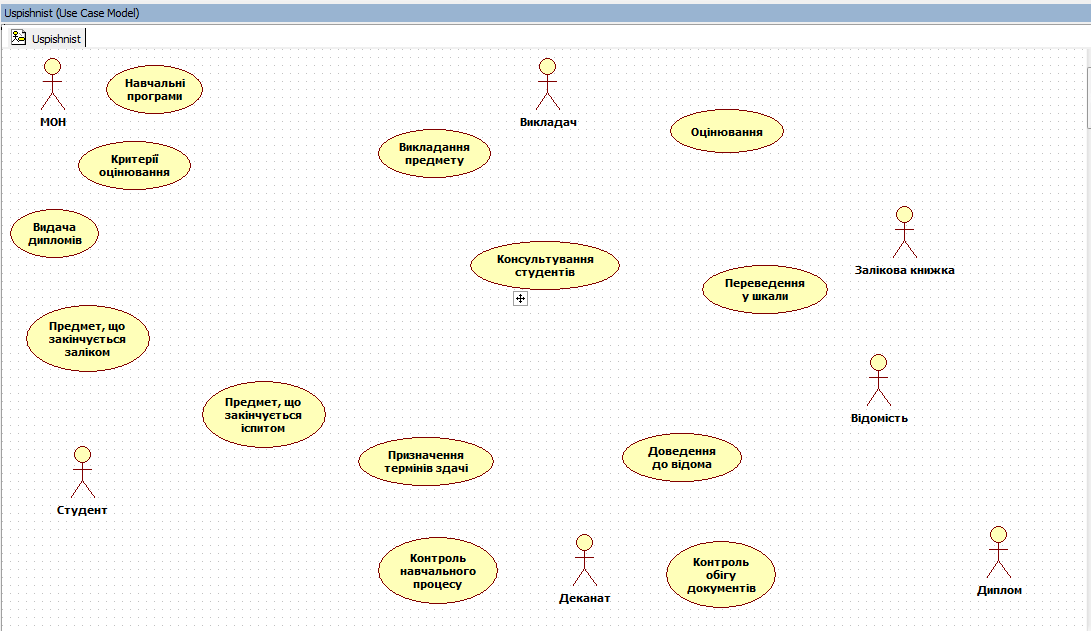 Uspishnist (Use Case Model)
Uspishnist
МОН
Навчальні
програми
Викладач
Оцінювання
Критерії
оцінювання
Викладання
предмету
Видача
дипломів
Залікова книжка
Консультування
студентів
Переведення
у шкали
Предмет, що
закінчується
заліком
Відомість
Предмет, що
закінчується
іспитом
Студент
Призначення
термінів здачі
Доведення
до відома
Контроль
навчального
процесу
Деканат
Контроль
обігу
документів
Диплом